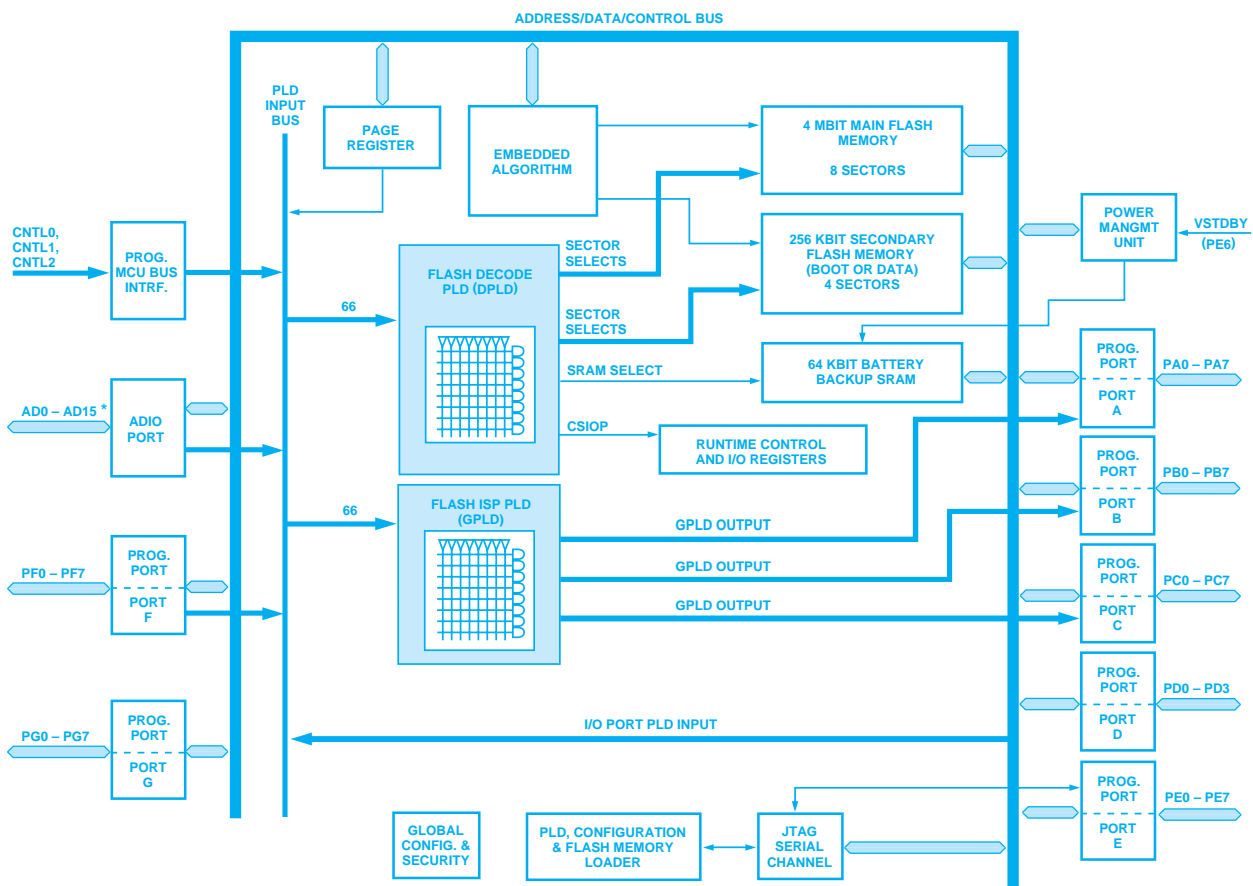 ADDRESS/DATA/CONTROL BUS
PLD
INPUT
BUS
PAGE
REGISTER
EMBEDDED
ALGORITHM
4 MBIT MAIN FLASH
MEMORY
8 SECTORS
CNTL0,
CNTL1,
CNTL2
PROG.
MCU BUS
INTRF.
SECTOR
SELECTS
256 KBIT SECONDARY
FLASH MEMORY
(BOOT OR DATA)
4 SECTORS
POWER
MANGMT
UNIT
VSTDBY
(PE6)
66
FLASH DECODE
PLD (DPLD)
SECTOR
SELECTS
SRAM SELECT
64 KBIT BATTERY
BACKUP SRAM
PROG.
PORT
PORT
A
PA0 – PA7
AD0 – AD15 *
ADIO
PORT
CSIOP
RUNTIME CONTROL
AND I/O REGISTERS
PROG.
PORT
PORT
B
PB0 – PB7
66
FLASH ISP PLD
(GPLD)
GPLD OUTPUT
GPLD OUTPUT
GPLD OUTPUT
PF0 – PF7
PROG.
PORT
PORT
F
PROG.
PORT
PORT
C
PC0 – PC7
PG0 – PG7
PROG.
PORT
PORT
G
I/O PORT PLD INPUT
PROG.
PORT
PORT
D
PD0 – PD3
GLOBAL
CONFIG. &
SECURITY
PLD, CONFIGURATION
& FLASH MEMORY
LOADER
JTAG
SERIAL
CHANNEL
PROG.
PORT
PORT
E
PE0 – PE7